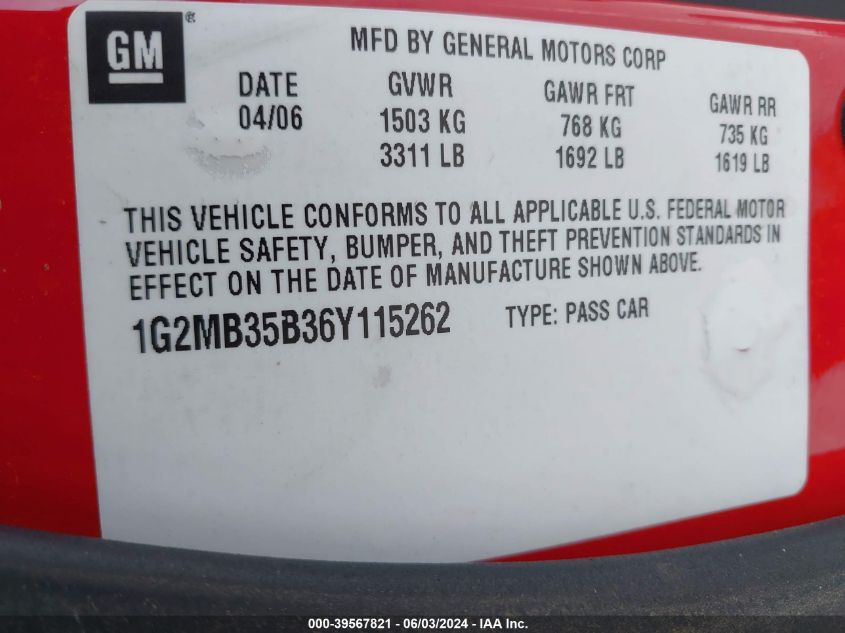 GM®
MFD BY GENERAL MOTORS CORP
DATE GVWR GAWR FRT GAWR RR
04/06 1503 KG 768 KG 735 KG
3311 LB 1692 LB 1619 LB
THIS VEHICLE CONFORMS TO ALL APPLICABLE U.S. FEDERAL MOTOR
VEHICLE SAFETY, BUMPER, AND THEFT PREVENTION STANDARDS IN
EFFECT ON THE DATE OF MANUFACTURE SHOWN ABOVE.
1G2MB35B36Y115262 TYPE: PASS CAR
000-39567821 / 06/03/2024 - © IAA Inc.